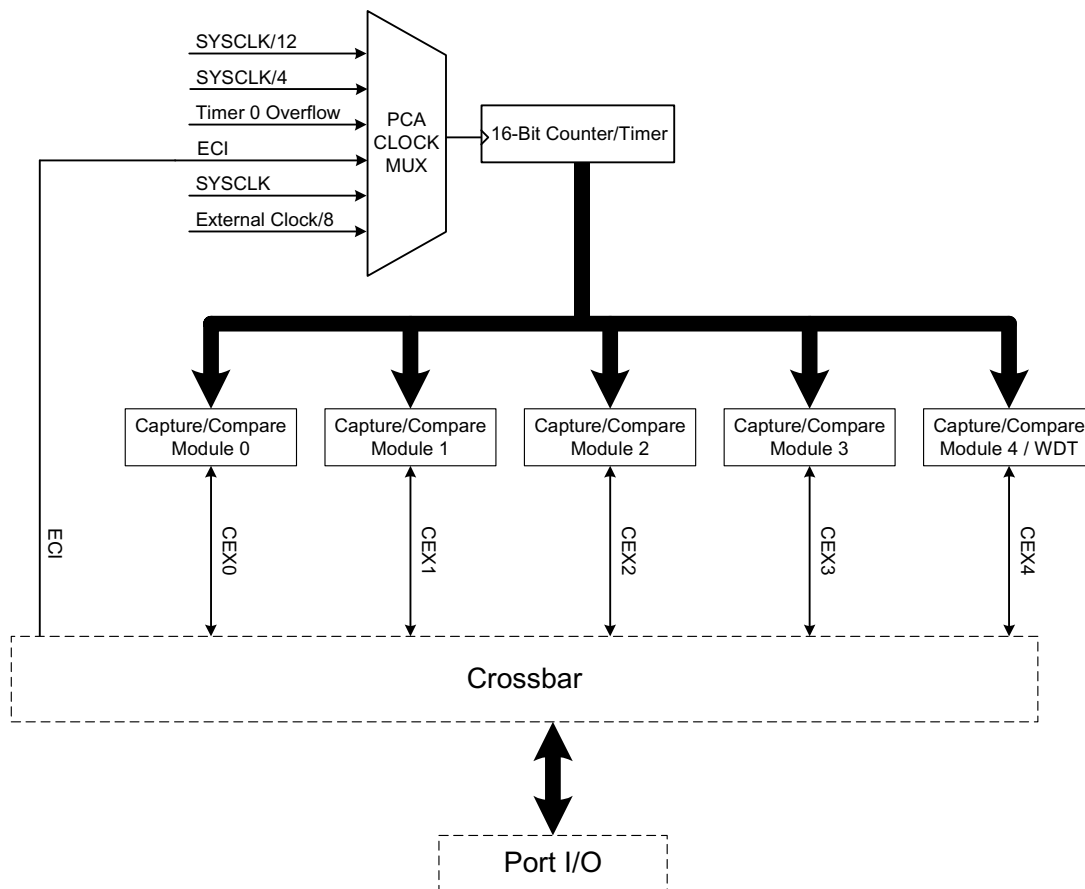 SYSCLK/12
SYSCLK/4
Timer 0 Overflow
ECI
SYSCLK
External Clock/8
PCA
CLOCK
MUX
16-Bit Counter/Timer
Capture/Compare
Module 0
Capture/Compare
Module 1
Capture/Compare
Module 2
Capture/Compare
Module 3
Capture/Compare
Module 4 / WDT
ECI
CEX0
CEX1
CEX2
CEX3
CEX4
Crossbar
Port I/O